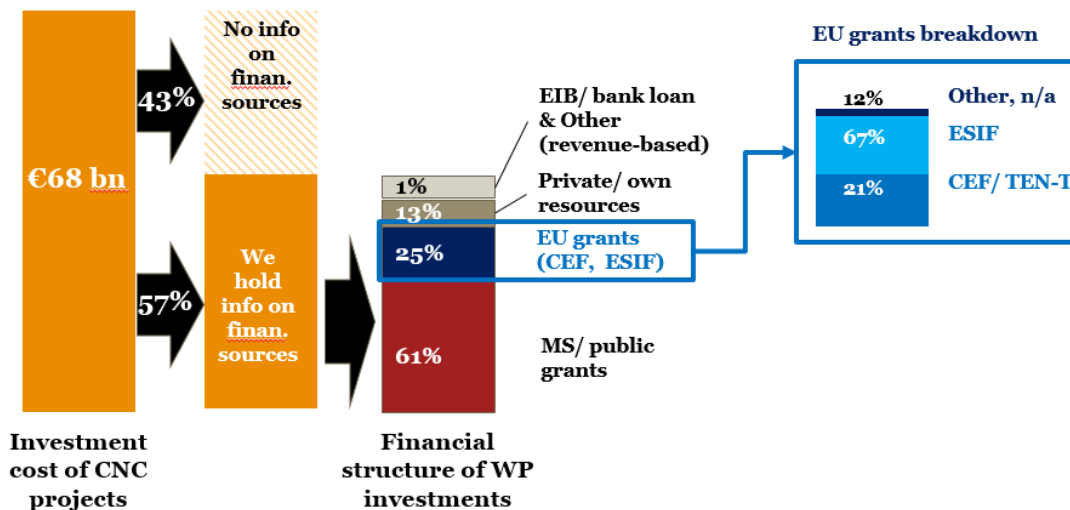 €68 bn
Investment
cost of CNC
projects
43%
57%
No info
on
finan.
sources
We
hold
info on
finan.
sources
1%
13%
25%
61%
Financial
structure of WP
investments
EIB/ bank loan
& Other
(revenue-based)
Private/ own
resources
EU grants
(CEF, ESIF)
MS/ public
grants
EU grants breakdown
12%
Other, n/a
67%
ESIF
21%
CEF/ TEN-T